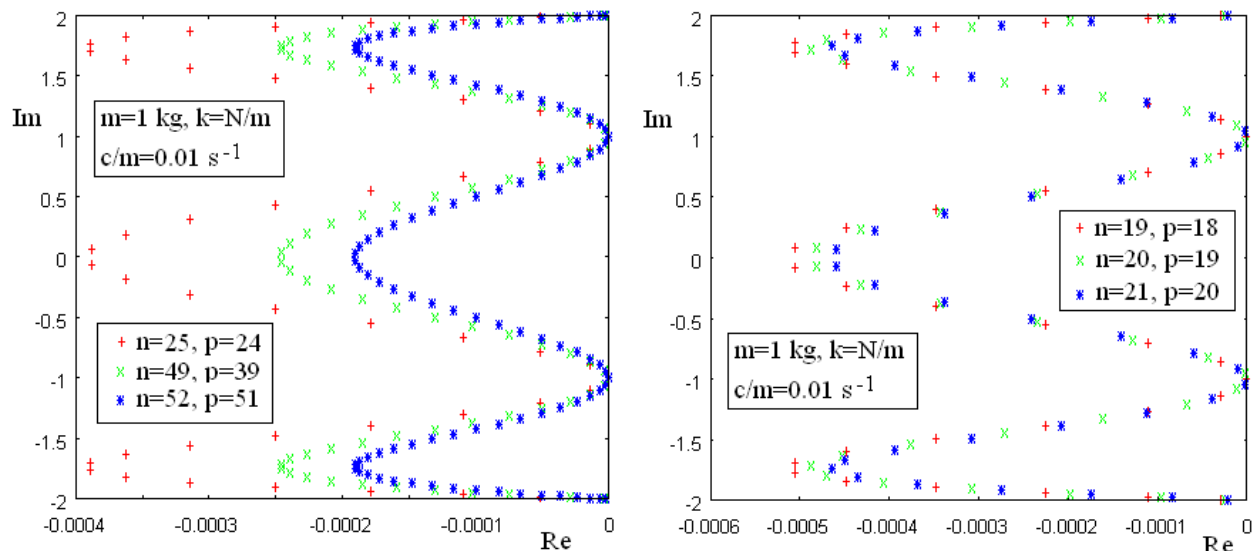 2
1.5
Im
1
0.5
0
-0.5
-1
-1.5
-2
-0.0004 -0.0003 -0.0002 -0.0001 0
Re
m=1 kg, k=N/m
c/m=0.01 s-1
+ n=25, p=24
× n=49, p=39
* n=52, p=51
2
1.5
Im
1
0.5
0
-0.5
-1
-1.5
-2
-0.0006 -0.0005 -0.0004 -0.0003 -0.0002 -0.0001 0
Re
+ n=19, p=18
× n=20, p=19
* n=21, p=20
m=1 kg, k=N/m
c/m=0.01 s-1